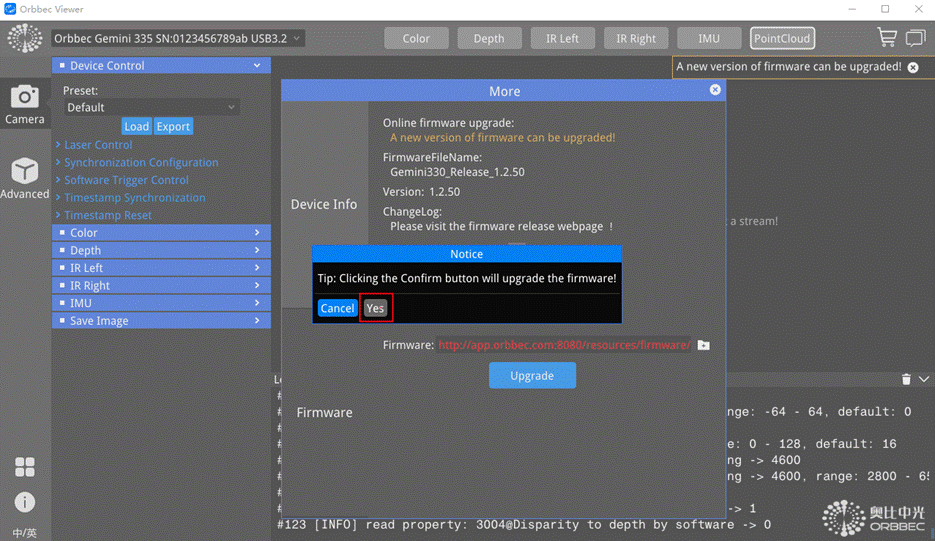 Orbbec Viewer
Orbbec Gemini 335 SN:0123456789ab USB3.2
Color
Depth
IR Left
IR Right
IMU
PointCloud
A new version of firmware can be upgraded!
Camera
Advanced
中/英
Device Control
Preset:
Default
Load Export
Laser Control
Synchronization Configuration
Software Trigger Control
Timestamp Synchronization
Timestamp Reset
Color
Depth
IR Left
IR Right
IMU
Save Image
More
Device Info
Online firmware upgrade:
A new version of firmware can be upgraded!
FirmwareFileName:
Gemini330_Release_1.2.50
Version: 1.2.50
ChangeLog:
Please visit the firmware release webpage !
a stream!
Notice
Tip: Clicking the Confirm button will upgrade the firmware!
Cancel Yes
Firmware: http://app.orbbec.com:8080/resources/firmware/
Upgrade
Firmware
nge: -64 - 64, default: 0
e: 0 - 128, default: 16
ng -> 4600
ng -> 4600, range: 2800 - 65
-> 1
#123 [INFO] read property: 3004@Disparity to depth by software -> 0
奥比中光
ORBBEC